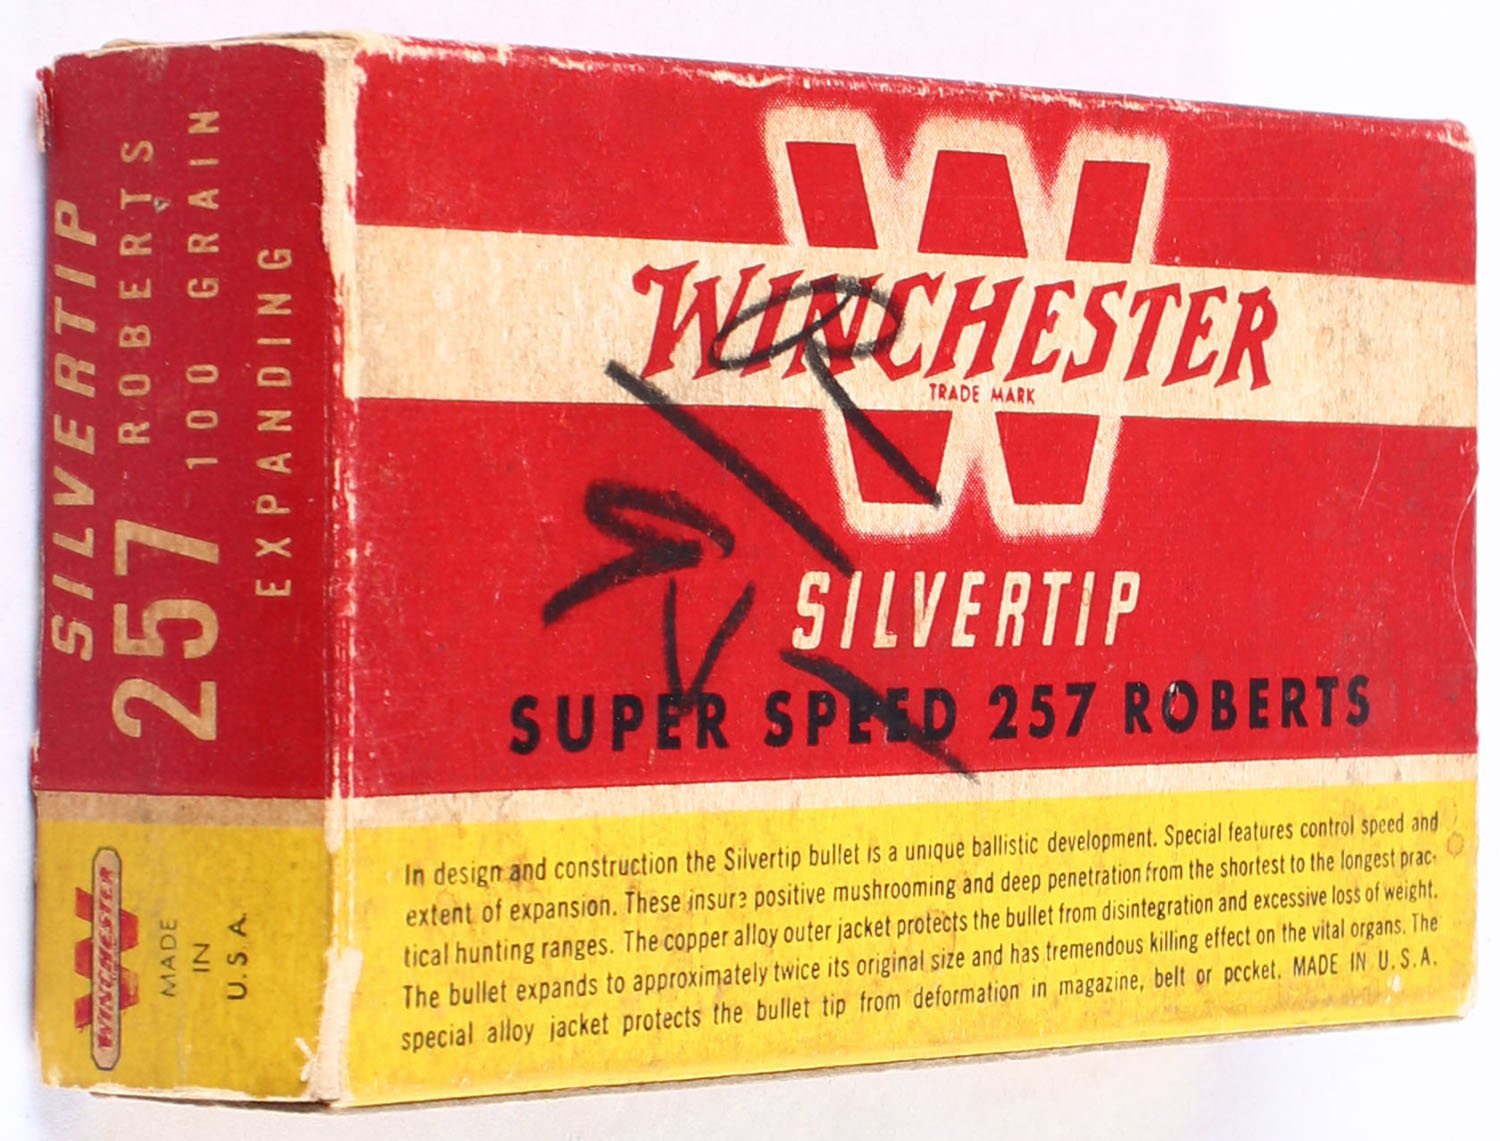 SILVERTIP
257 ROBERTS
100 GRAIN
EXPANDING
WINCHESTER
MADE
IN
U.S.A.
W
WINCHESTER
TRADE MARK
SILVERTIP
SUPER SPEED 257 ROBERTS
In design and construction the Silvertip bullet is a unique ballistic development. Special features control speed and
extent of expansion. These insure positive mushrooming and deep penetration from the shortest to the longest prac-
tical hunting ranges. The copper alloy outer jacket protects the bullet from disintegration and excessive loss of weight.
The bullet expands to approximately twice its original size and has tremendous killing effect on the vital organs. The
special alloy jacket protects the bullet tip from deformation in magazine, belt or pocket. MADE IN U.S.A.